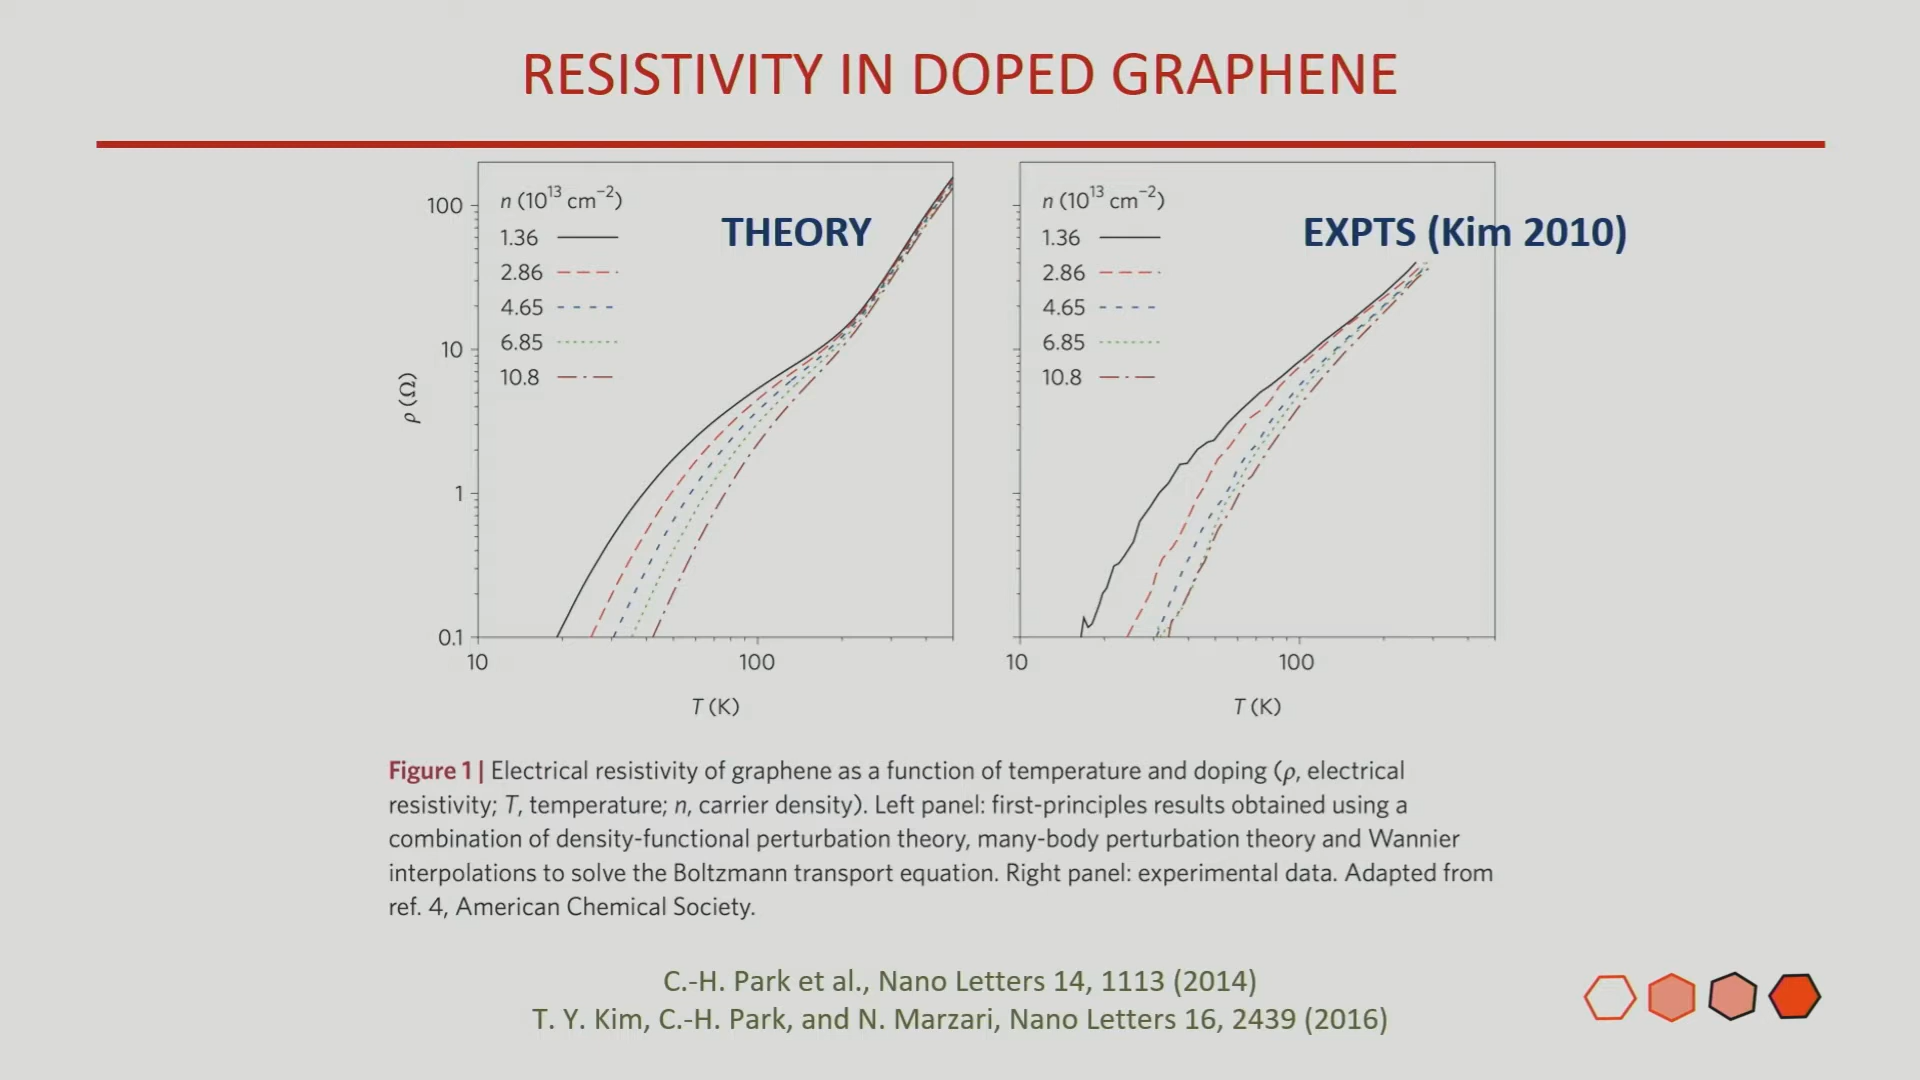 RESISTIVITY IN DOPED GRAPHENE
n (10¹³ cm⁻²)
1.36
2.86
4.65
6.85
10.8
THEORY
100
10
1
0.1
ρ (Ω)
10
100
T (K)
n (10¹³ cm⁻²)
1.36
2.86
4.65
6.85
10.8
EXPTS (Kim 2010)
10
100
T (K)
Figure 1 | Electrical resistivity of graphene as a function of temperature and doping (ρ, electrical
resistivity; T, temperature; n, carrier density). Left panel: first-principles results obtained using a
combination of density-functional perturbation theory, many-body perturbation theory and Wannier
interpolations to solve the Boltzmann transport equation. Right panel: experimental data. Adapted from
ref. 4, American Chemical Society.
C.-H. Park et al., Nano Letters 14, 1113 (2014)
T. Y. Kim, C.-H. Park, and N. Marzari, Nano Letters 16, 2439 (2016)